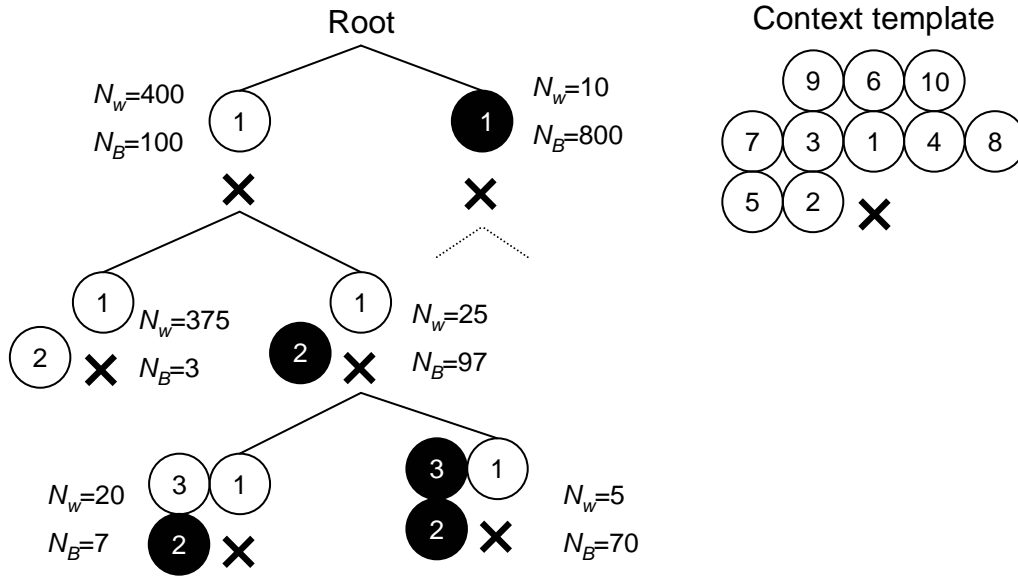 Root
Context template
N_w=400
N_B=100
1
1
N_w=10
N_B=800
9 6 10
7 3 1 4 8
5 2
1
N_w=375
2
N_B=3
1
N_w=25
2
N_B=97
3 1
N_w=20
2
N_B=7
3 1
N_w=5
2
N_B=70